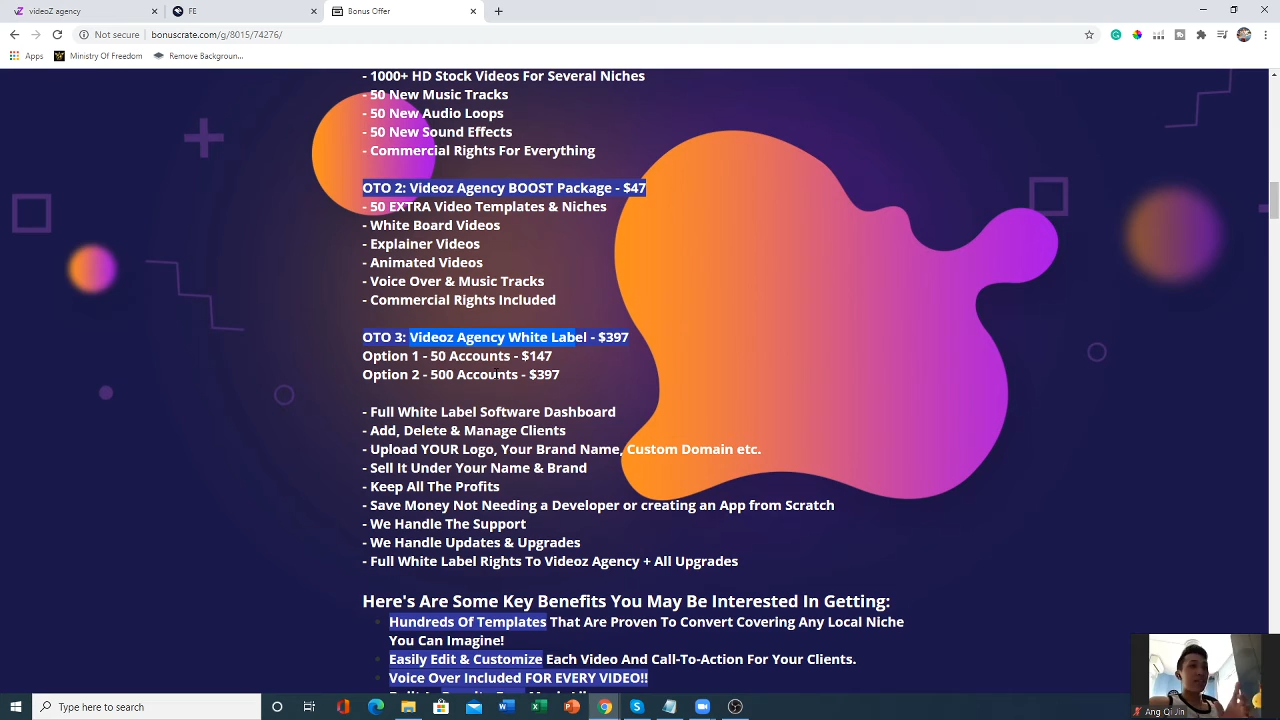 videoZ agency
FE
Bonus Offer
Not secure | bonuscrate.com/g/8015/74276/
Apps
Ministry Of Freedom
Remove Backgroun...
- 1000+ HD Stock Videos For Several Niches
- 50 New Music Tracks
- 50 New Audio Loops
- 50 New Sound Effects
- Commercial Rights For Everything
OTO 2: Videoz Agency BOOST Package - $47
- 50 EXTRA Video Templates & Niches
- White Board Videos
- Explainer Videos
- Animated Videos
- Voice Over & Music Tracks
- Commercial Rights Included
OTO 3: Videoz Agency White Label - $397
Option 1 - 50 Accounts - $147
Option 2 - 500 Accounts - $397
- Full White Label Software Dashboard
- Add, Delete & Manage Clients
- Upload YOUR Logo, Your Brand Name, Custom Domain etc.
- Sell It Under Your Name & Brand
- Keep All The Profits
- Save Money Not Needing a Developer or creating an App from Scratch
- We Handle The Support
- We Handle Updates & Upgrades
- Full White Label Rights To Videoz Agency + All Upgrades
Here's Are Some Key Benefits You May Be Interested In Getting:
Hundreds Of Templates That Are Proven To Convert Covering Any Local Niche
You Can Imagine!
Easily Edit & Customize Each Video And Call-To-Action For Your Clients.
Voice Over Included FOR EVERY VIDEO!!
Type here to search
Ang Qi Jin